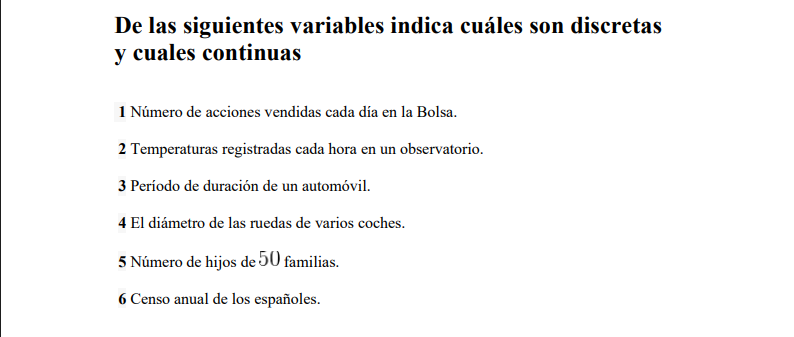 De las siguientes variables indica cuáles son discretas
y cuales continuas
1 Número de acciones vendidas cada día en la Bolsa.
2 Temperaturas registradas cada hora en un observatorio.
3 Período de duración de un automóvil.
4 El diámetro de las ruedas de varios coches.
5 Número de hijos de 50 familias.
6 Censo anual de los españoles.